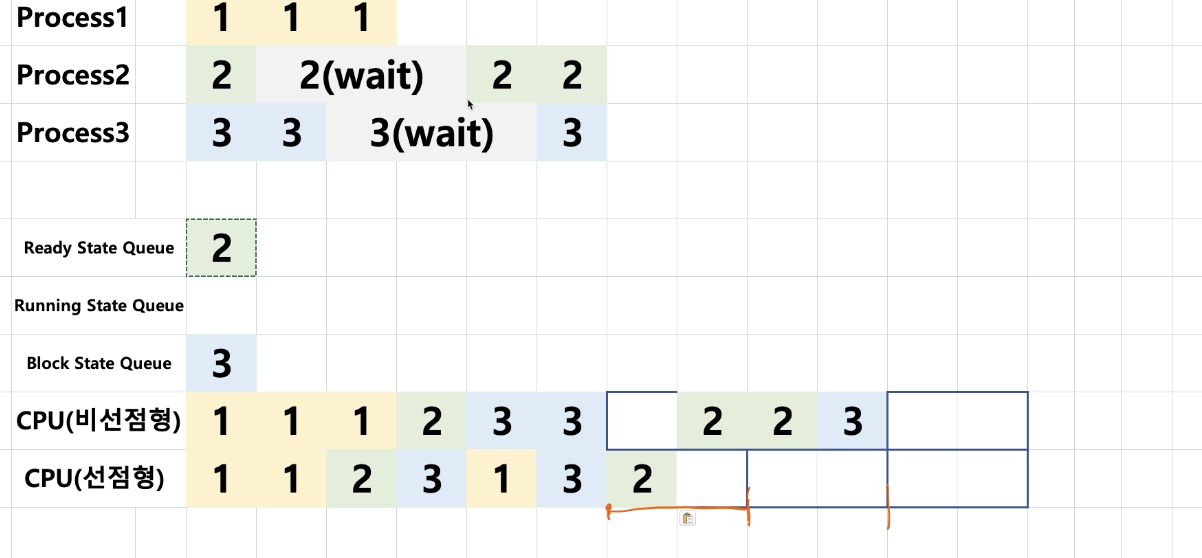 Process1 1 1 1
Process2 2 2(wait) 2 2
Process3 3 3 3(wait) 3
Ready State Queue 2
Running State Queue
Block State Queue 3
CPU(비선점형) 1 1 1 2 3 3 2 2 3
CPU(선점형) 1 1 2 3 1 3 2